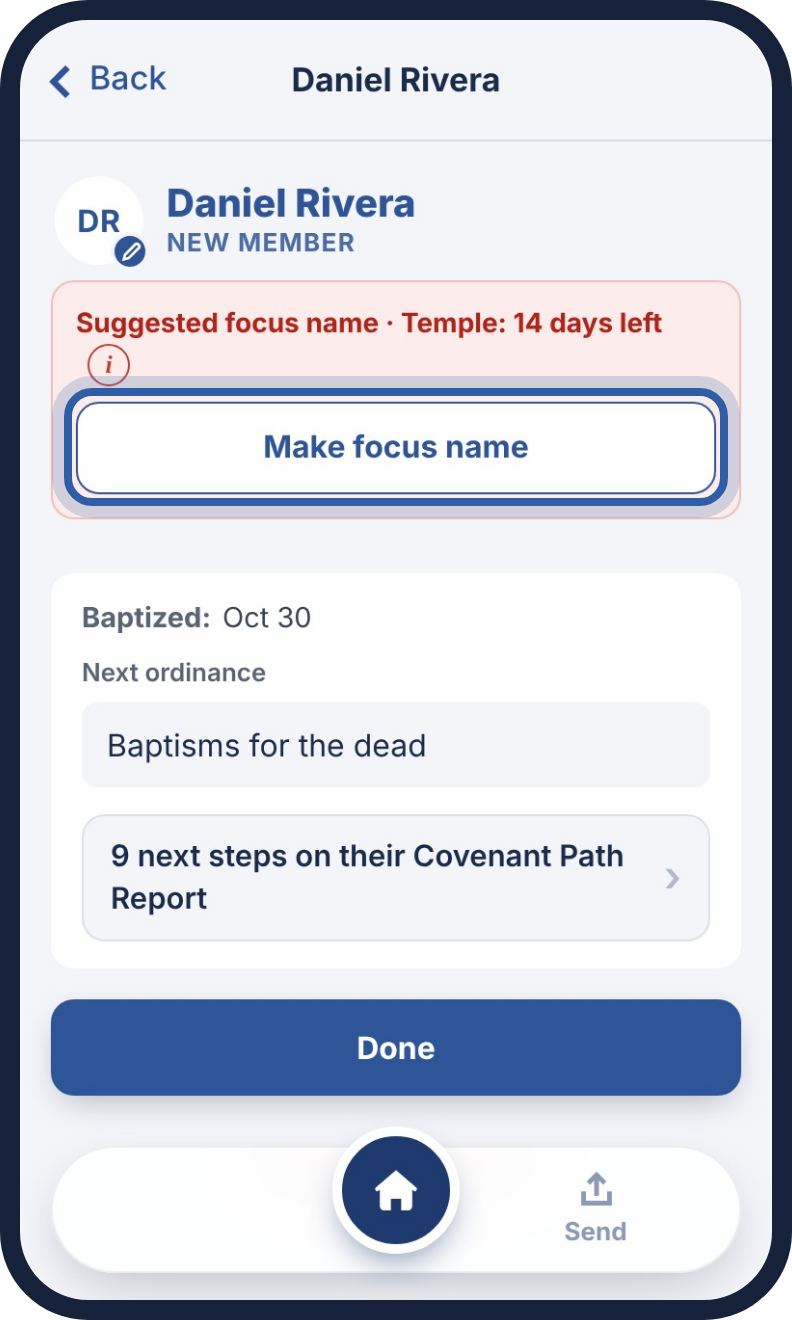 Back
Daniel Rivera
DR
Daniel Rivera
NEW MEMBER
Suggested focus name · Temple: 14 days left
i
Make focus name
Baptized: Oct 30
Next ordinance
Baptisms for the dead
9 next steps on their Covenant Path
Report
Done
Send